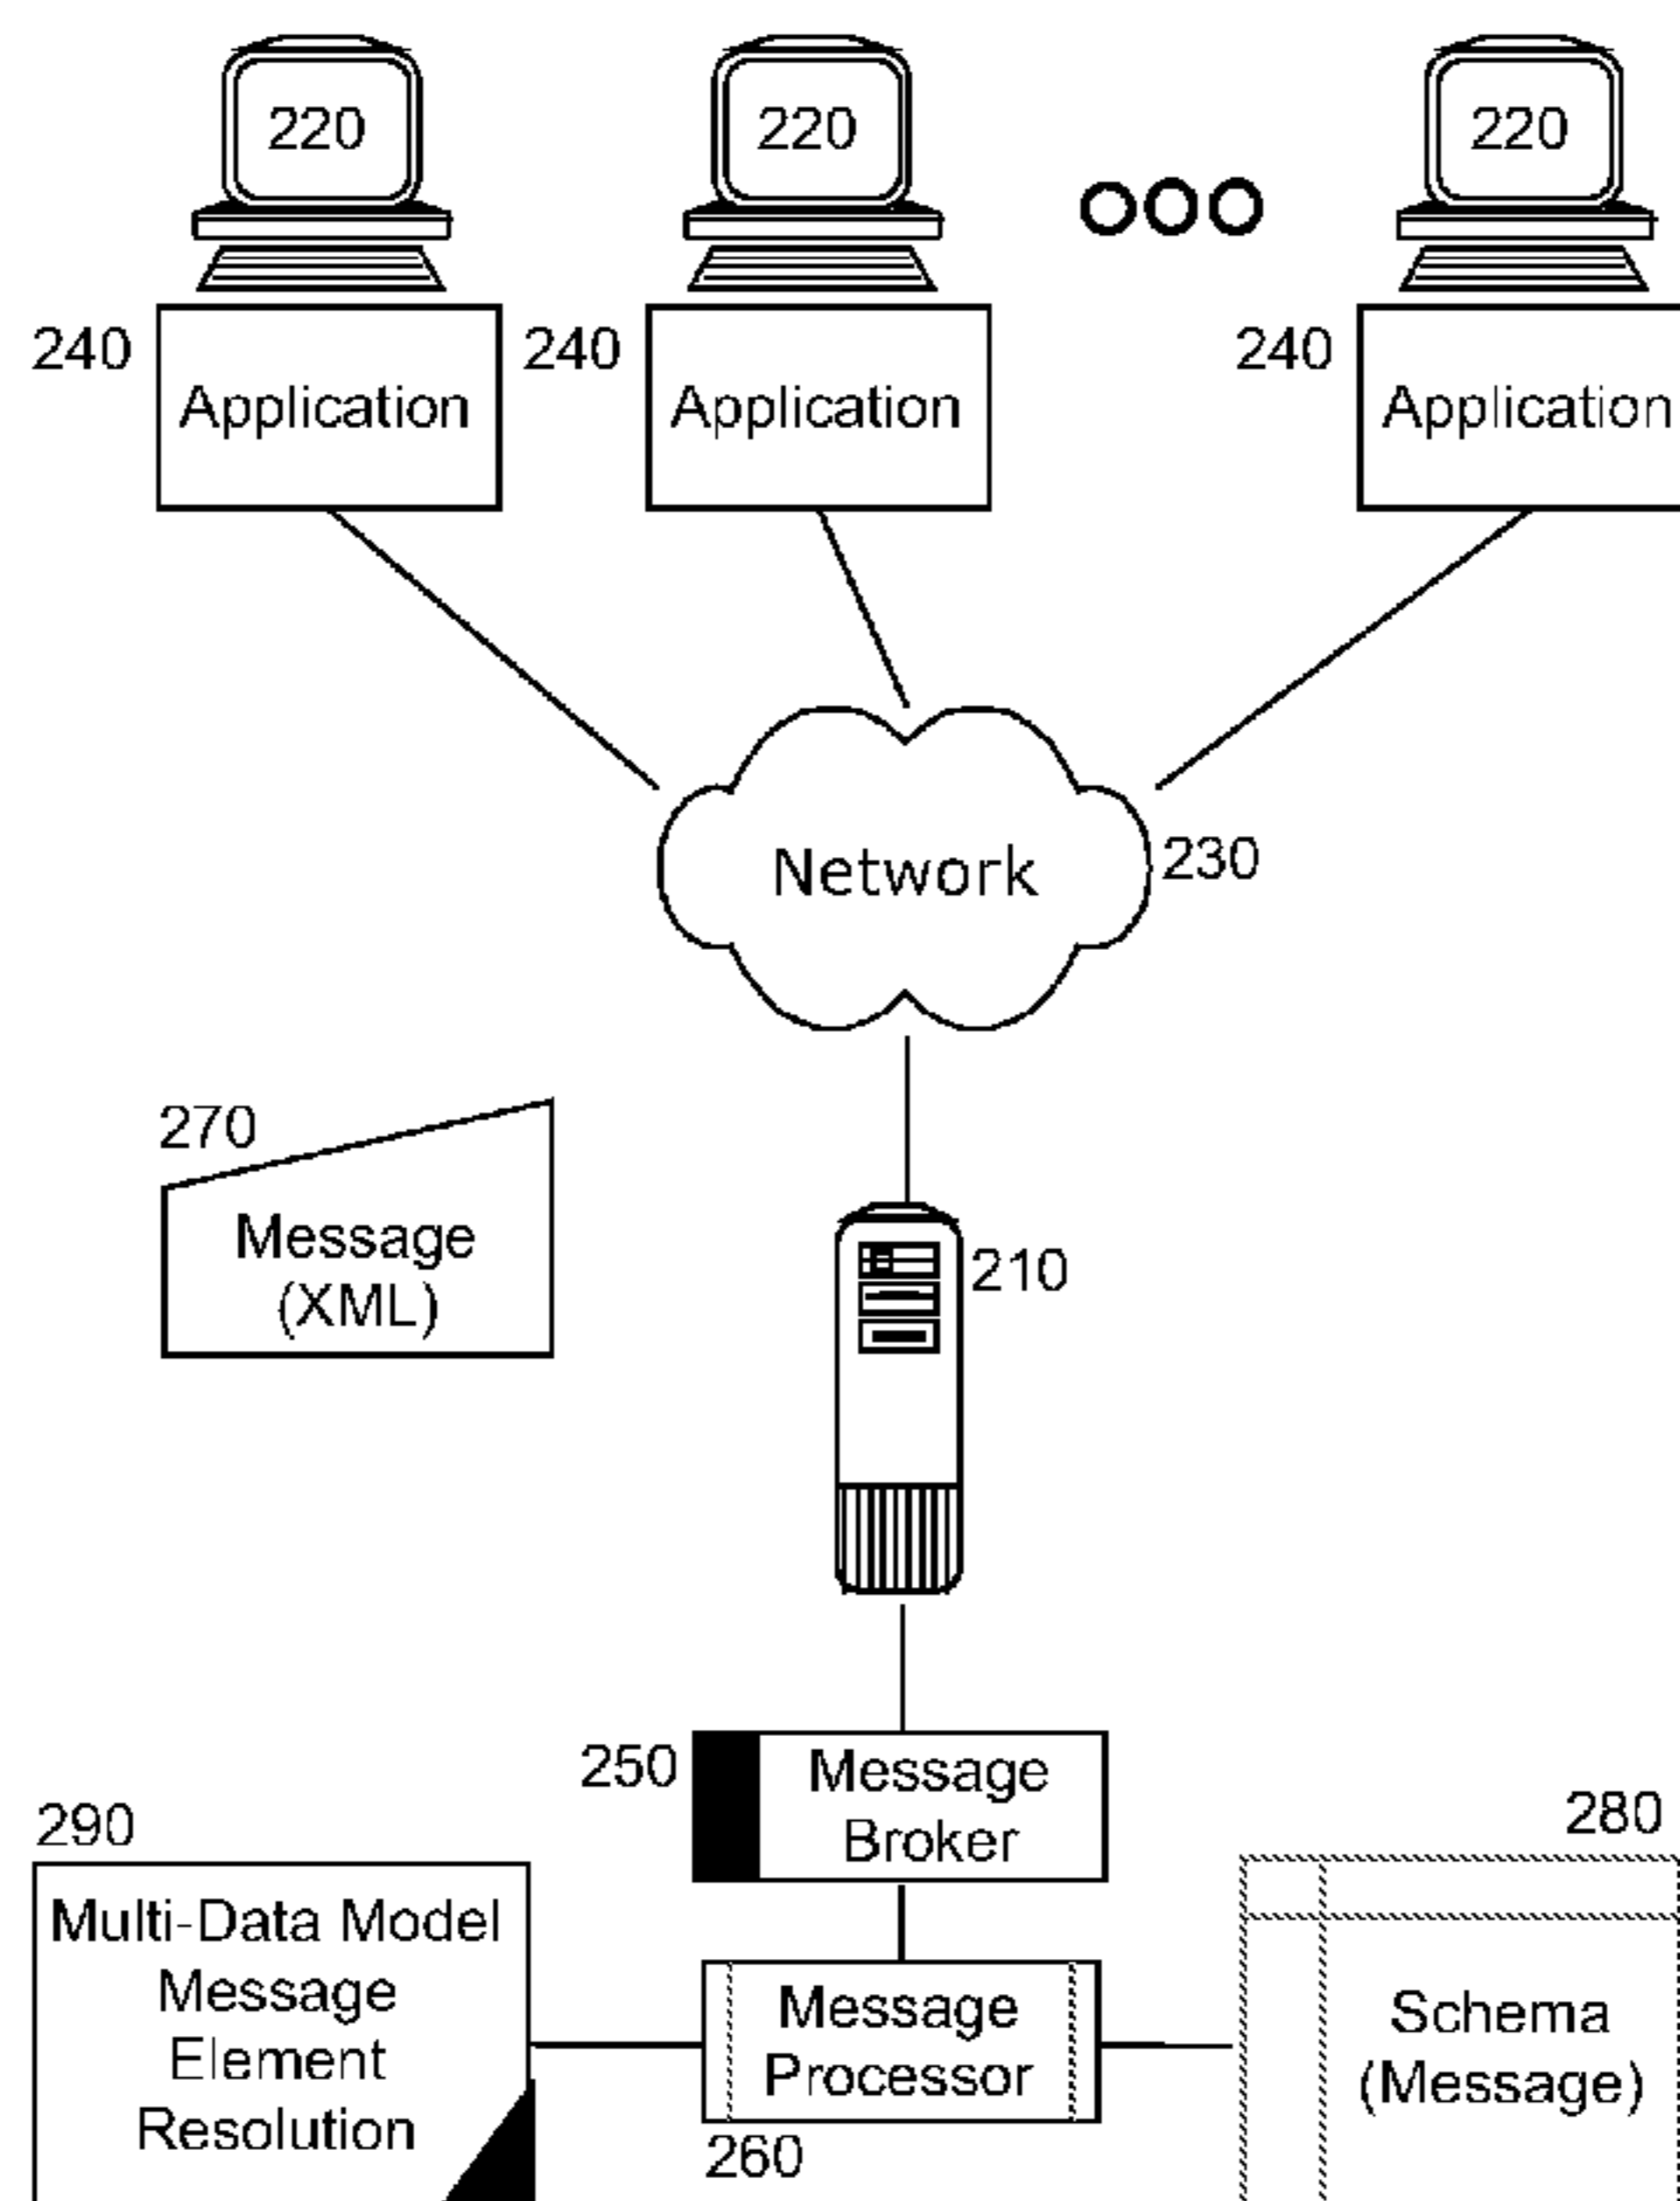 220
220
220
240
Application
240
Application
240
Application
Network
230
270
Message
(XML)
210
250
Message
Broker
290
Multi-Data Model
Message
Element
Resolution
Message
Processor
260
280
Schema
(Message)